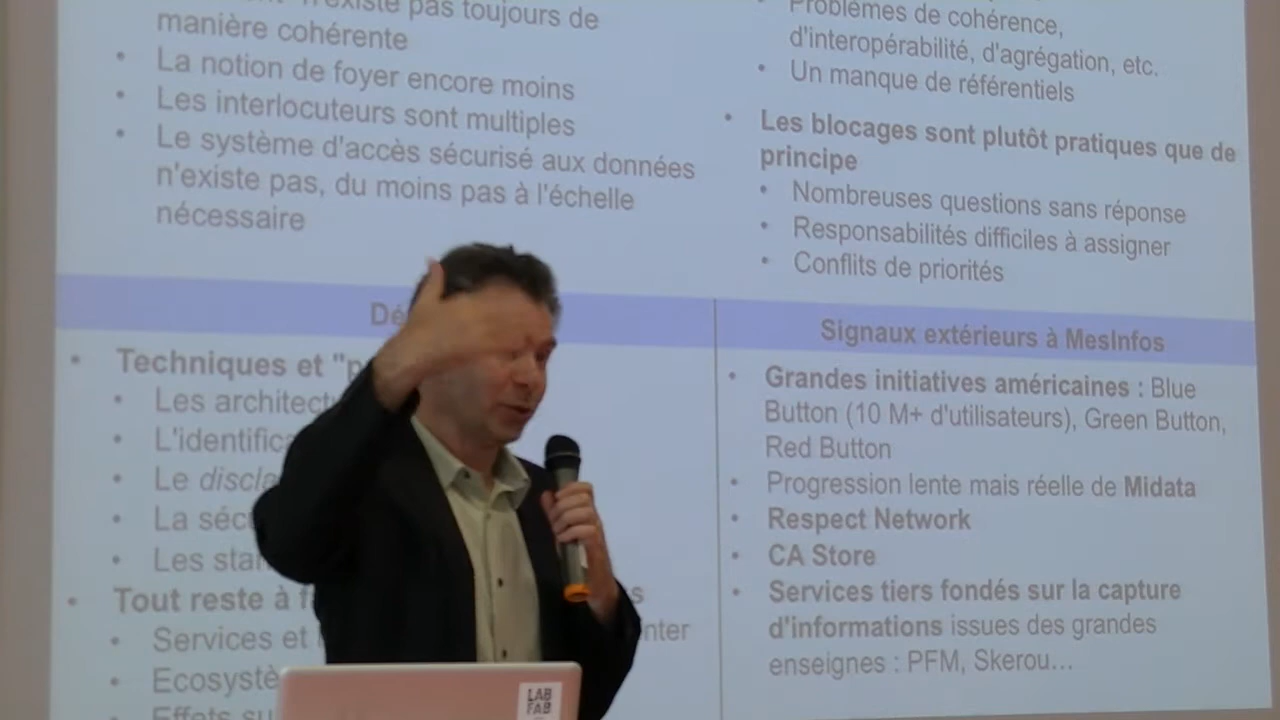 n'existe pas toujours de
manière cohérente
La notion de foyer encore moins
Les interlocuteurs sont multiples
Le système d'accès sécurisé aux données
n'existe pas, du moins pas à l'échelle
nécessaire
Problèmes de cohérence,
d'interopérabilité, d'agrégation, etc.
Un manque de référentiels
Les blocages sont plutôt pratiques que de
principe
Nombreuses questions sans réponse
Responsabilités difficiles à assigner
Conflits de priorités
Dé
Techniques et "p
Les architect
L'identifica
Le discla
La séc
Les stan
Tout reste à f
s
Services et
nter
Ecosystè
Effets su
Signaux extérieurs à MesInfos
Grandes initiatives américaines : Blue
Button (10 M+ d'utilisateurs), Green Button,
Red Button
Progression lente mais réelle de Midata
Respect Network
CA Store
Services tiers fondés sur la capture
d'informations issues des grandes
enseignes : PFM, Skerou...
LAB
FAB